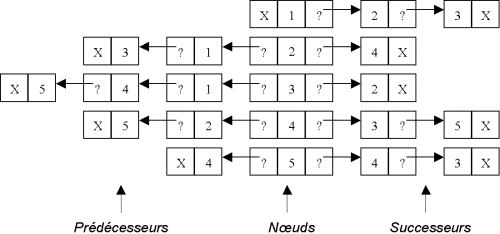 X 1 ? 2 ? 3 X
X 3 ? 1 ? 2 ? 4 X
X 5 ? 4 ? 1 ? 3 ? 2 X
X 5 ? 2 ? 4 ? 3 ? 5 X
X 4 ? 5 ? 4 ? 3 X
Prédécesseurs Nœuds Successeurs